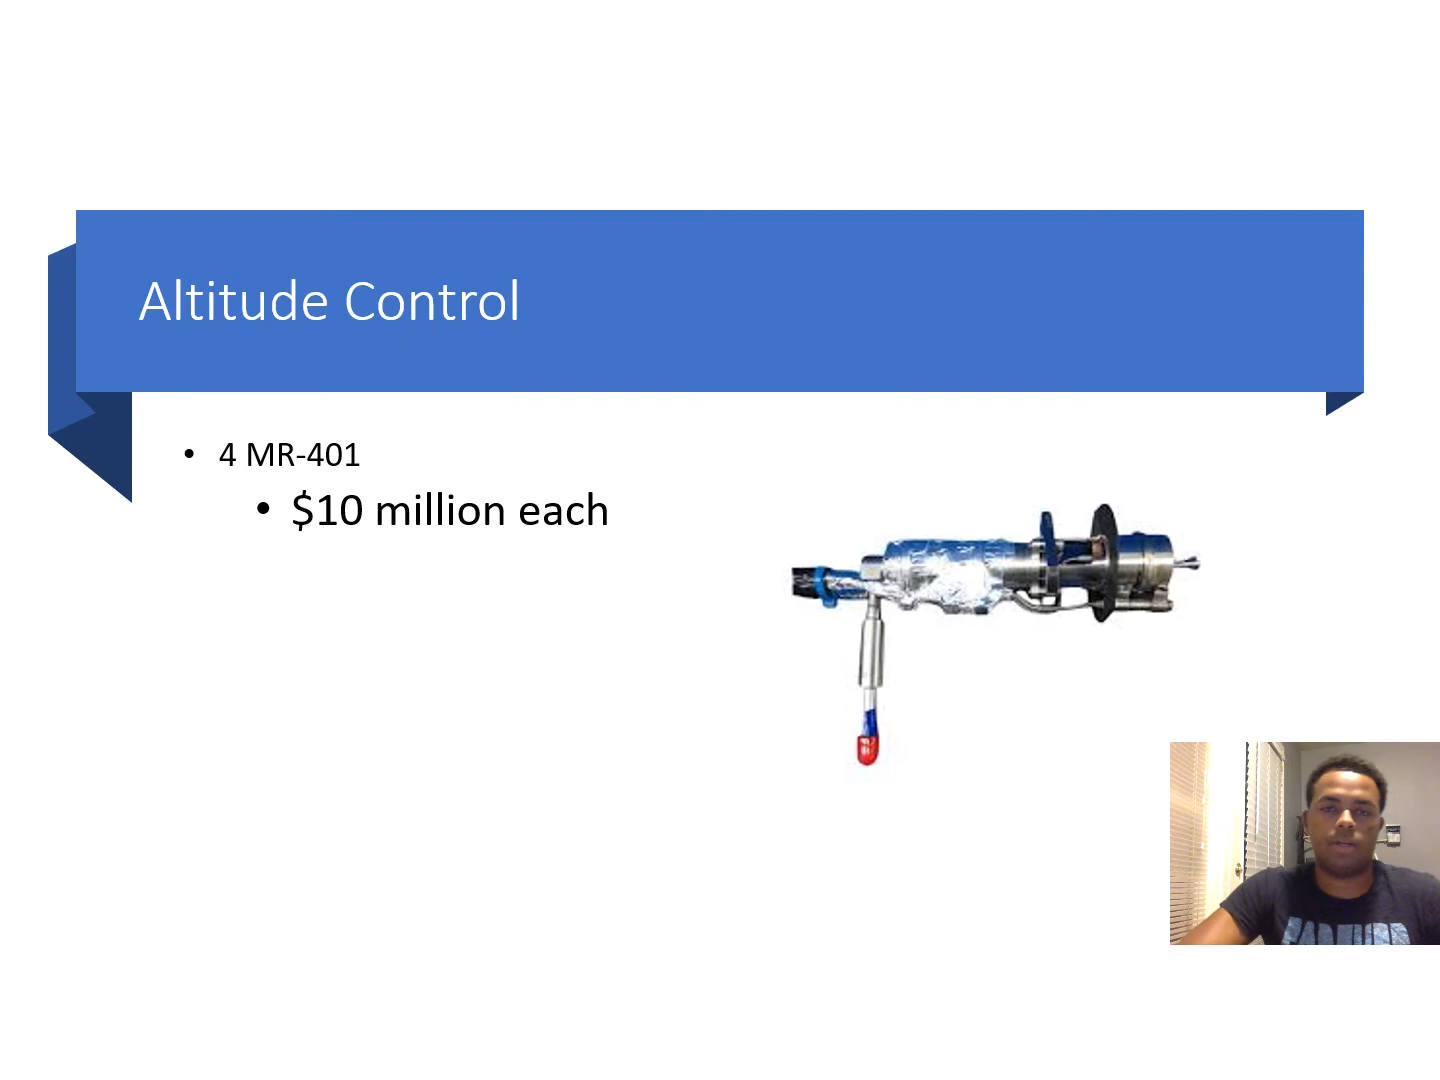 Altitude Control
• 4 MR-401
• $10 million each